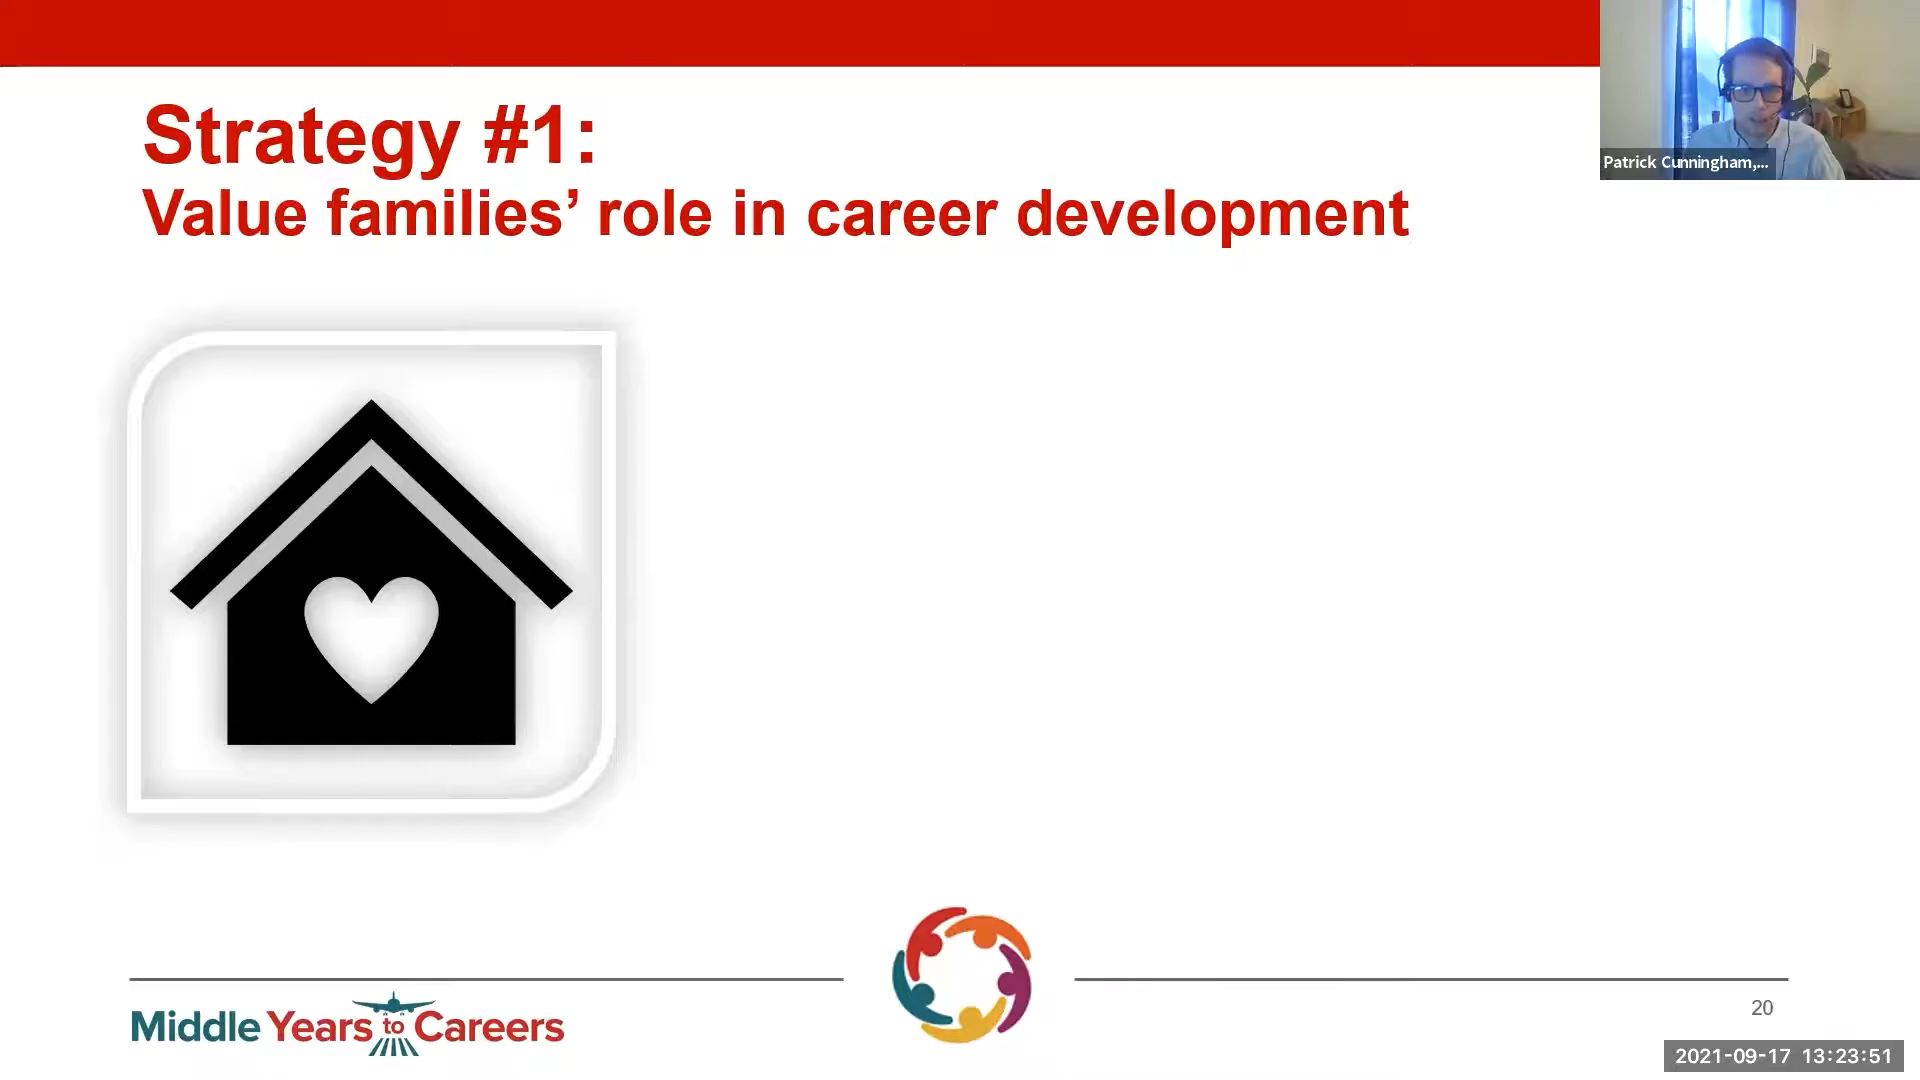 Strategy #1:
Value families’ role in career development
Patrick Cunningham,...
Middle Years to Careers
20
2021-09-17 13:23:51